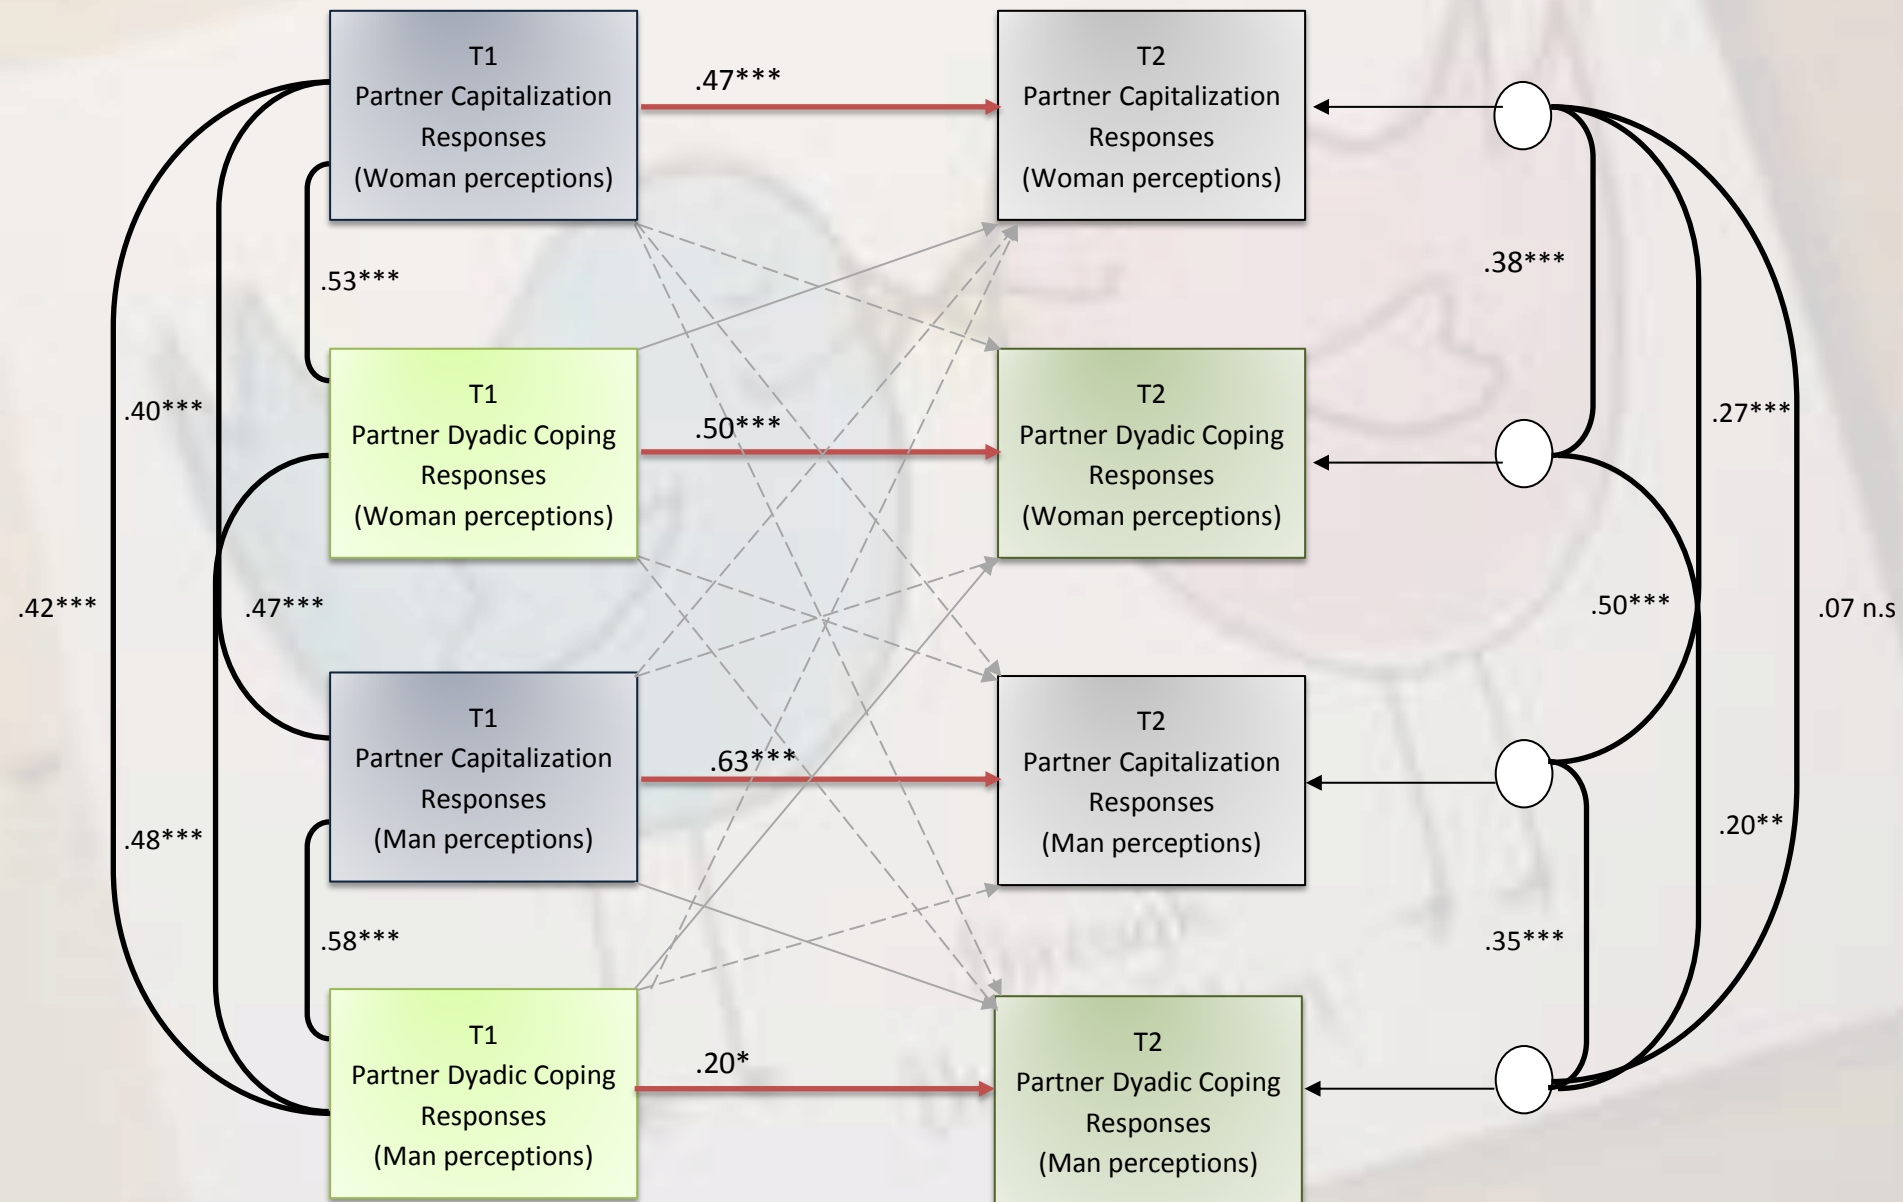 T1
Partner Capitalization
Responses
(Woman perceptions)
.47***
T2
Partner Capitalization
Responses
(Woman perceptions)
.53***
.38***
T1
Partner Dyadic Coping
Responses
(Woman perceptions)
.50***
T2
Partner Dyadic Coping
Responses
(Woman perceptions)
.40***
.27***
.42***
.47***
.50***
.07 n.s
T1
Partner Capitalization
Responses
(Man perceptions)
.63***
T2
Partner Capitalization
Responses
(Man perceptions)
.48***
.20**
.58***
.35***
T1
Partner Dyadic Coping
Responses
(Man perceptions)
.20*
T2
Partner Dyadic Coping
Responses
(Man perceptions)